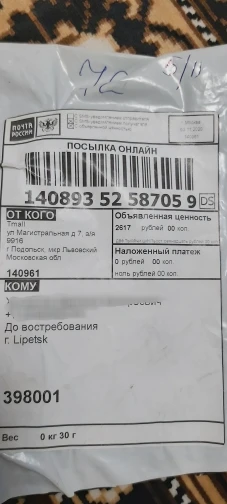 ПОЧТА
РОССИИ
ПОСЫЛКА ОНЛАЙН
140893 52 58705 9 DS
ОТ КОГО
Tmall
ул Магистральная д 7, а/я
9916
г Подольск, мкр Львовский
Московская обл
140961
Объявленная ценность
2617 рублей 00 коп.
Наложенный платеж
0 рублей 00 коп.
ноль рублей 00 коп.
КОМУ
До востребования
г. Lipetsk
398001
Вес 0 кг 30 г